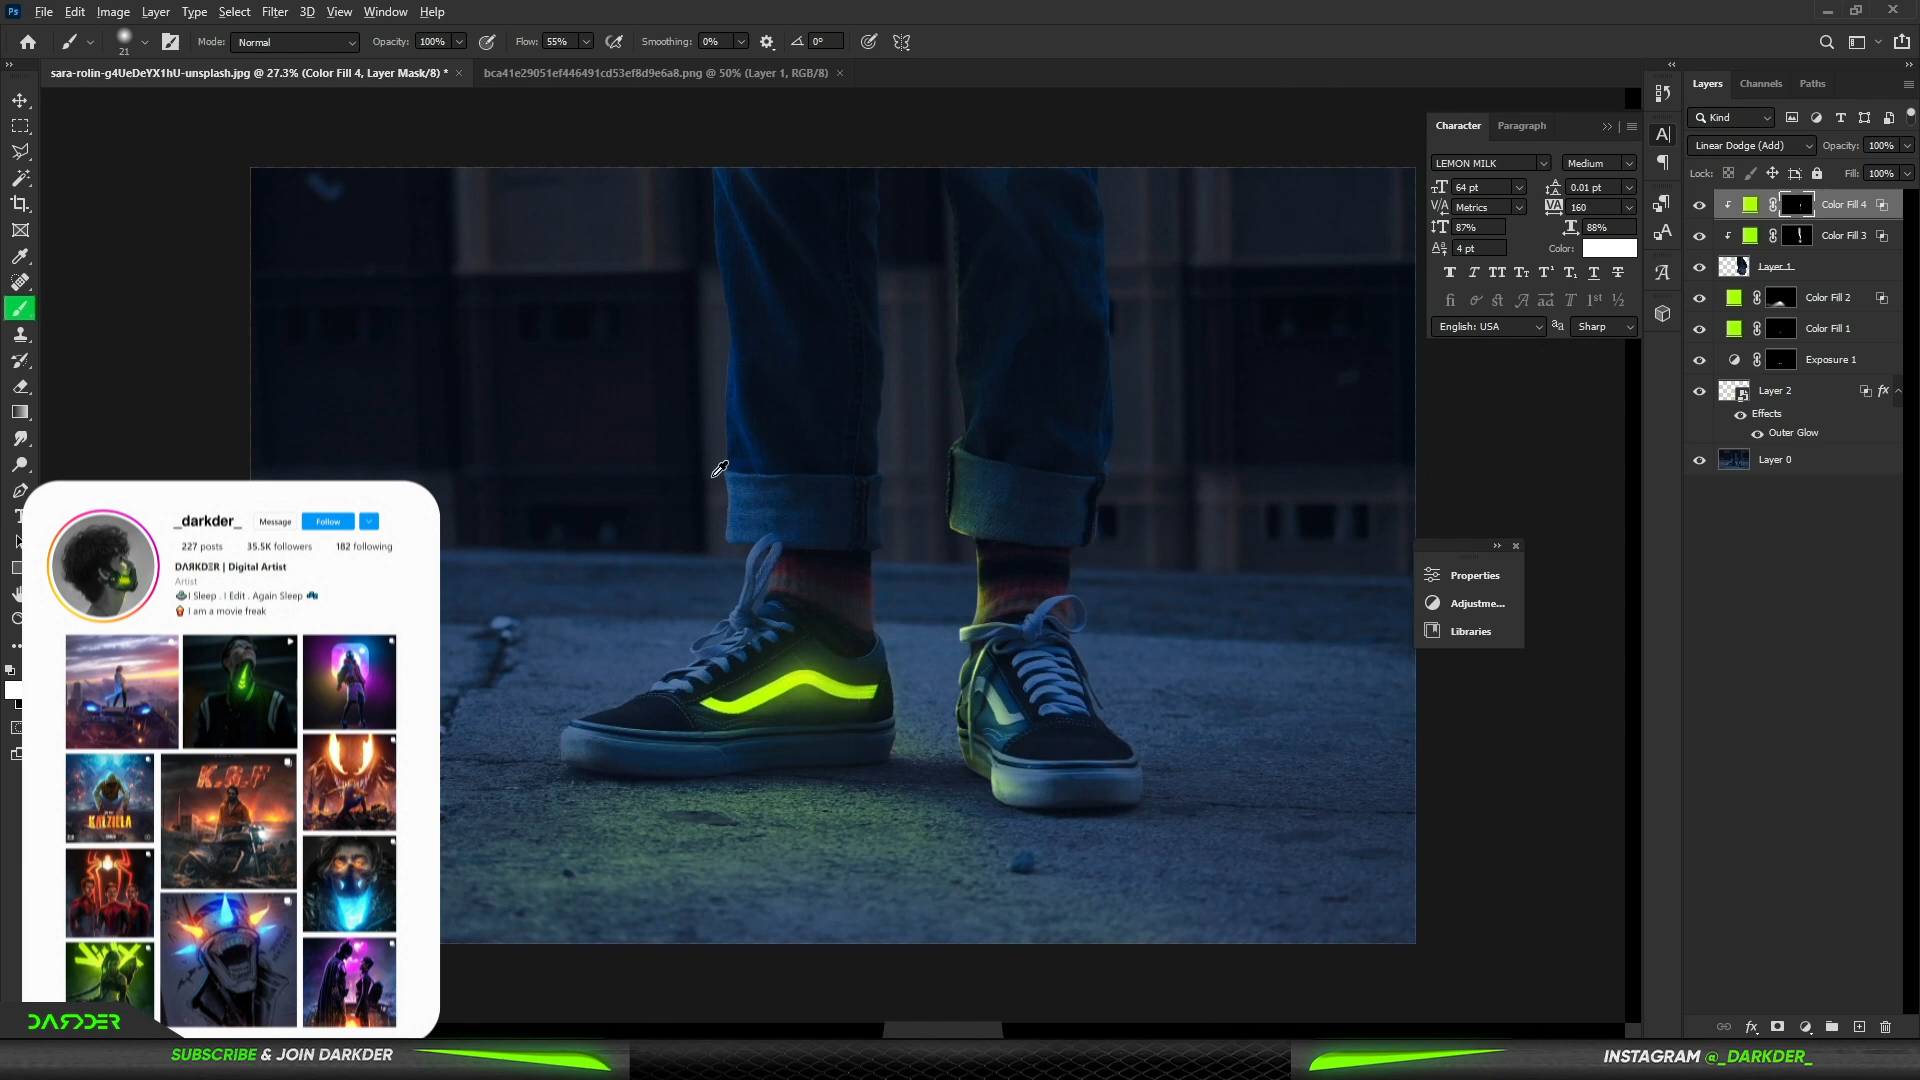 Ps File Edit Image Layer Type Select Filter 3D View Window Help
21 Mode: Normal Opacity: 100% Flow: 55% Smoothing: 0% 0°
sara-rolin-g4UeDeYX1hU-unsplash.jpg @ 27.3% (Color Fill 4, Layer Mask/8) *
bca41e29051ef446491cd53ef8d9e6a8.png @ 50% (Layer 1, RGB/8)
Layers Channels Paths
Kind
Linear Dodge (Add) Opacity: 100%
Lock: Fill: 100%
Color Fill 4
Color Fill 3
Layer 1
Color Fill 2
Color Fill 1
Exposure 1
Layer 2
Effects
Outer Glow
Layer 0
Character Paragraph
LEMON MILK Medium
64 pt 0.01 pt
Metrics 160
87% 88%
4 pt Color:
English: USA Sharp
Properties
Adjustme...
Libraries
_darkder_ Message Follow
227 posts 35.5K followers 182 following
DΛЯKDΞR | Digital Artist
Artist
I Sleep . I Edit . Again Sleep
I am a movie freak
K.G.F
KALZILLA
DΛЯKDER
SUBSCRIBE & JOIN DARKDER
INSTAGRAM @_DARKDER_